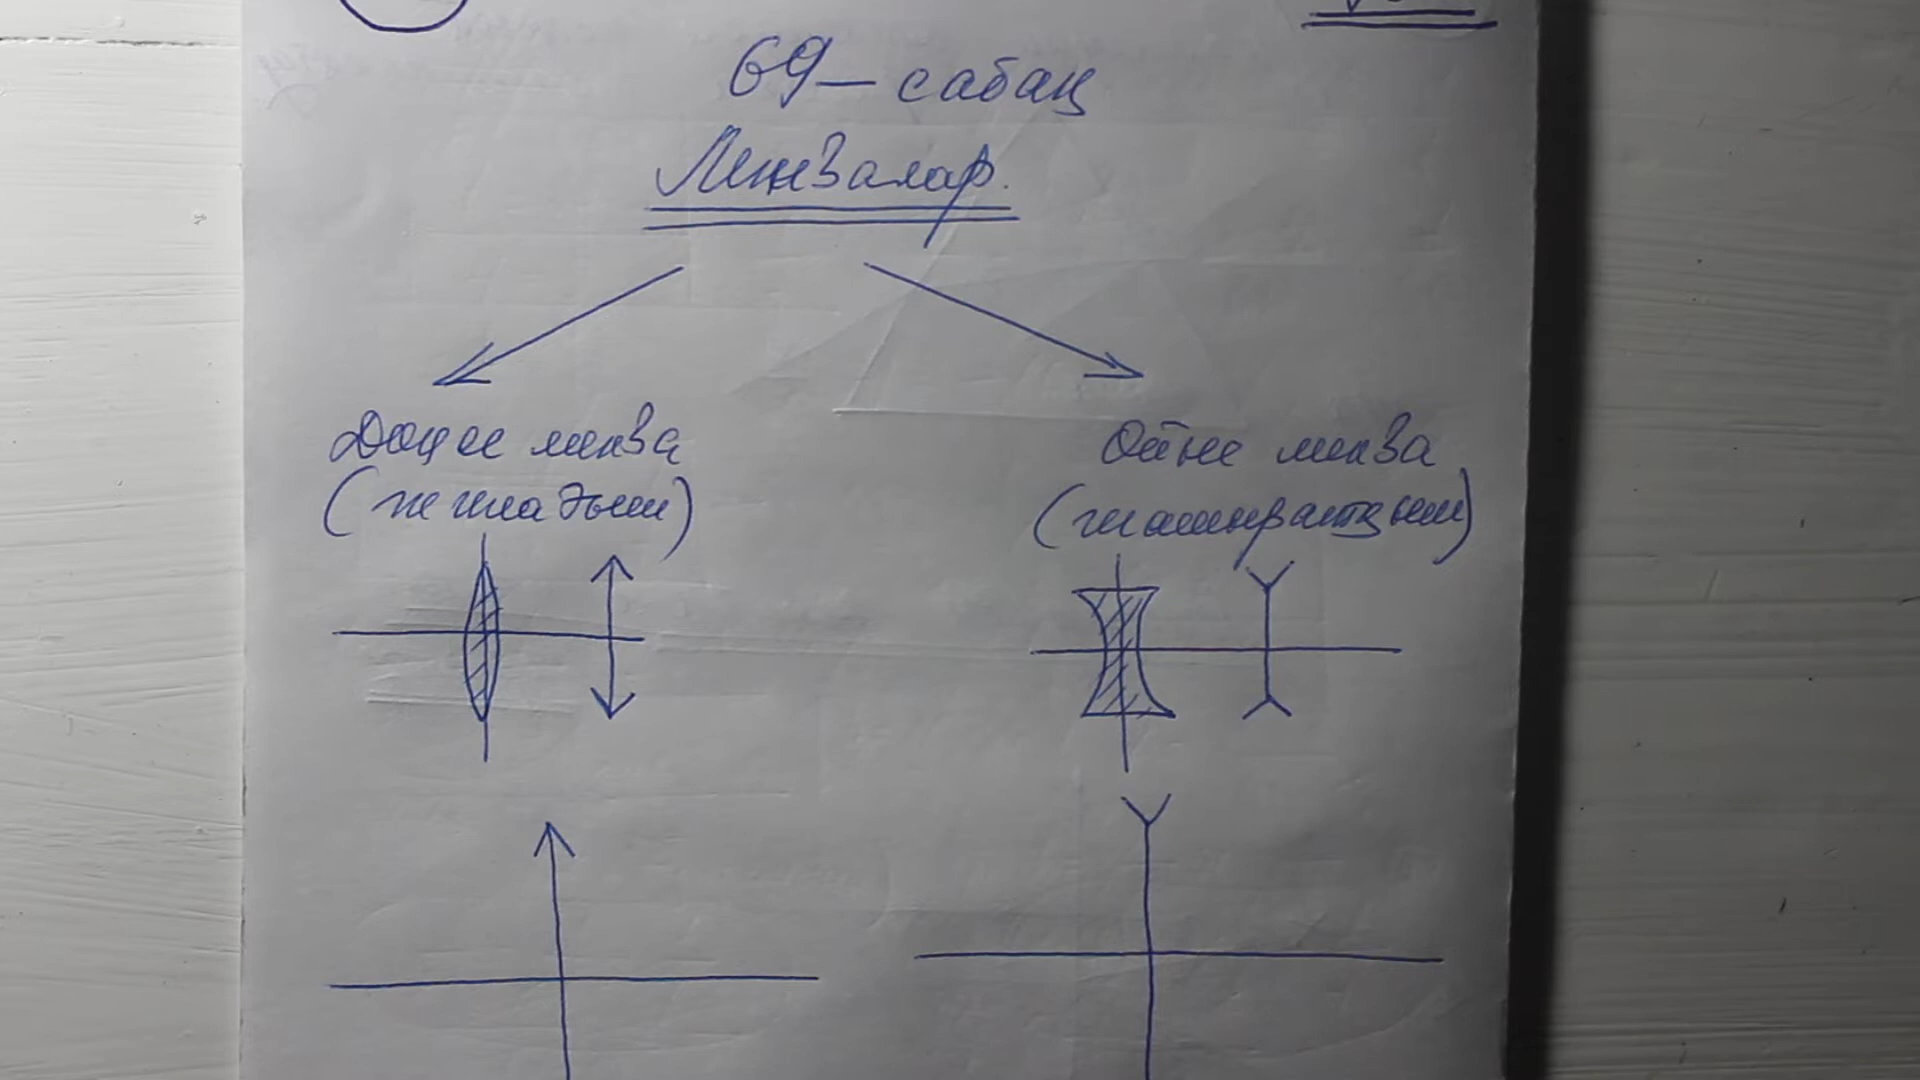 69 – сабақ
Линзалар.
Дөңес линза
Ойыс линза
(жинағыш)
(шашыратқыш)